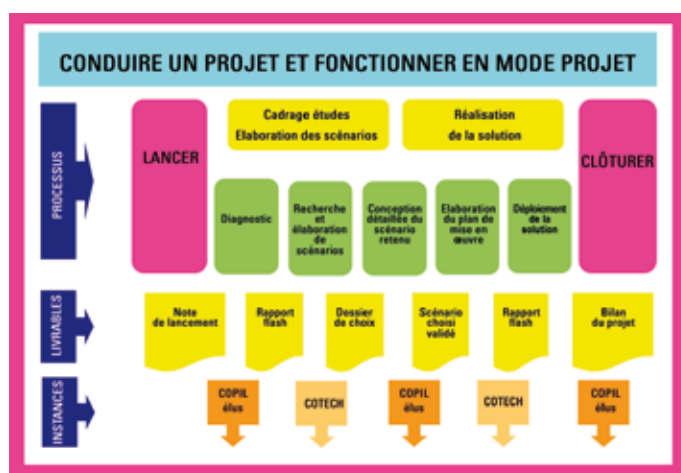 CONDUIRE UN PROJET ET FONCTIONNER EN MODE PROJET
PROCESSUS
LANCER
Cadrage études
Elaboration des scénarios
Réalisation
de la solution
CLÔTURER
Diagnostic
Recherche
et
élaboration
de
scénarios
Conception
détaillée du
scénario
retenu
Elaboration
du plan de
mise en
œuvre
Déploiement
de la
solution
LIVRABLES
Note
de lancement
Rapport
flash
Dossier
de choix
Scénario
choisi
validé
Rapport
flash
Bilan
du projet
INSTANCES
COPIL
élus
COTECH
COPIL
élus
COTECH
COPIL
élus